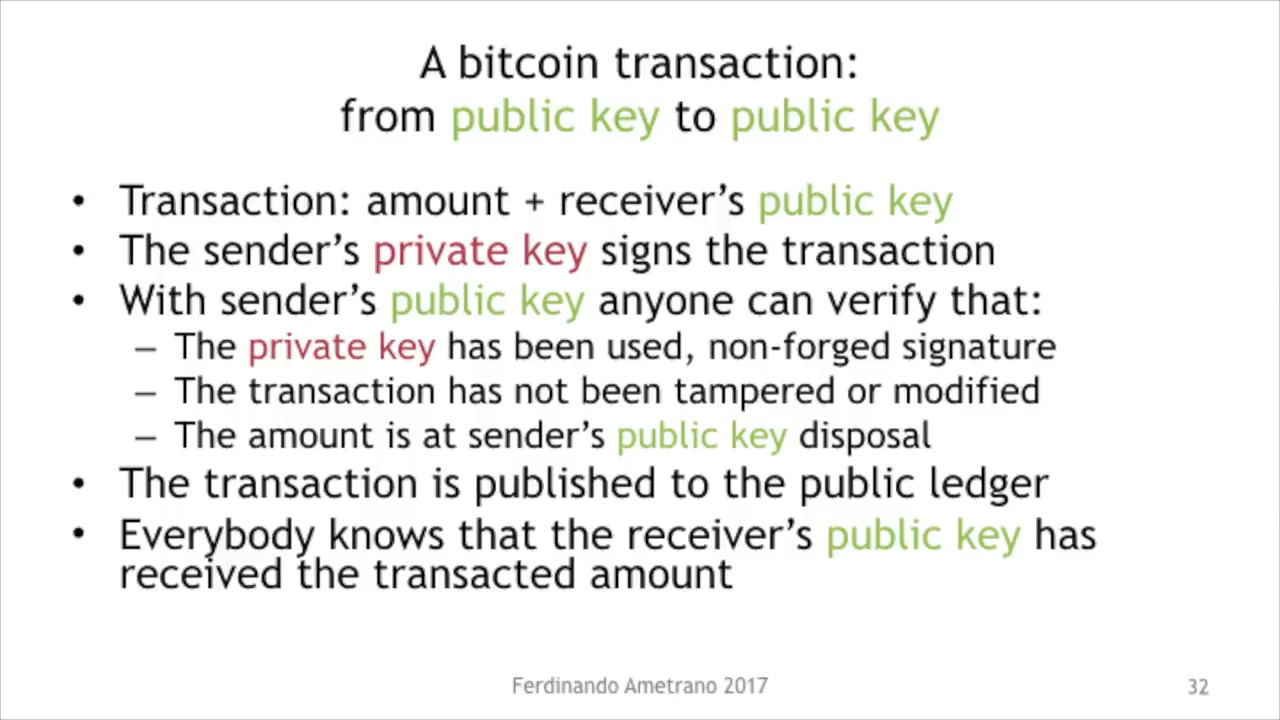 A bitcoin transaction:
from public key to public key
• Transaction: amount + receiver’s public key
• The sender’s private key signs the transaction
• With sender’s public key anyone can verify that:
– The private key has been used, non-forged signature
– The transaction has not been tampered or modified
– The amount is at sender’s public key disposal
• The transaction is published to the public ledger
• Everybody knows that the receiver’s public key has
received the transacted amount
Ferdinando Ametrano 2017
32